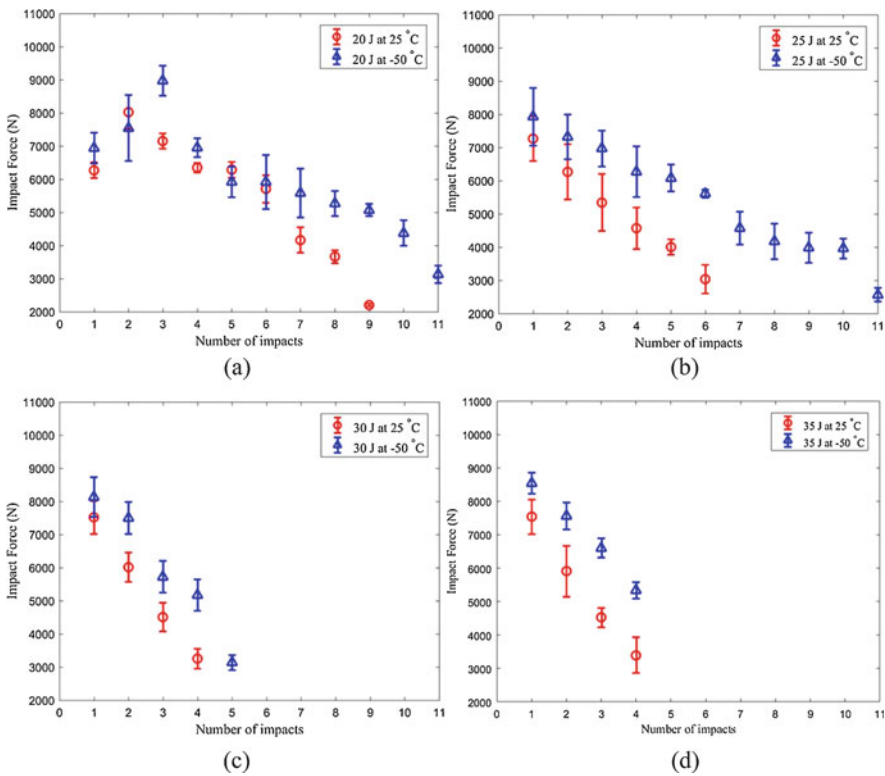 11000
10000
9000
8000
7000
6000
5000
4000
3000
2000
Impact Force (N)
20 J at 25 °C
20 J at -50 °C
0 1 2 3 4 5 6 7 8 9 10 11
Number of impacts
(a)
11000
10000
9000
8000
7000
6000
5000
4000
3000
2000
Impact Force (N)
25 J at 25 °C
25 J at -50 °C
0 1 2 3 4 5 6 7 8 9 10 11
Number of impacts
(b)
11000
10000
9000
8000
7000
6000
5000
4000
3000
2000
Impact Force (N)
30 J at 25 °C
30 J at -50 °C
0 1 2 3 4 5 6 7 8 9 10 11
Number of impacts
(c)
11000
10000
9000
8000
7000
6000
5000
4000
3000
2000
Impact Force (N)
35 J at 25 °C
35 J at -50 °C
0 1 2 3 4 5 6 7 8 9 10 11
Number of impacts
(d)